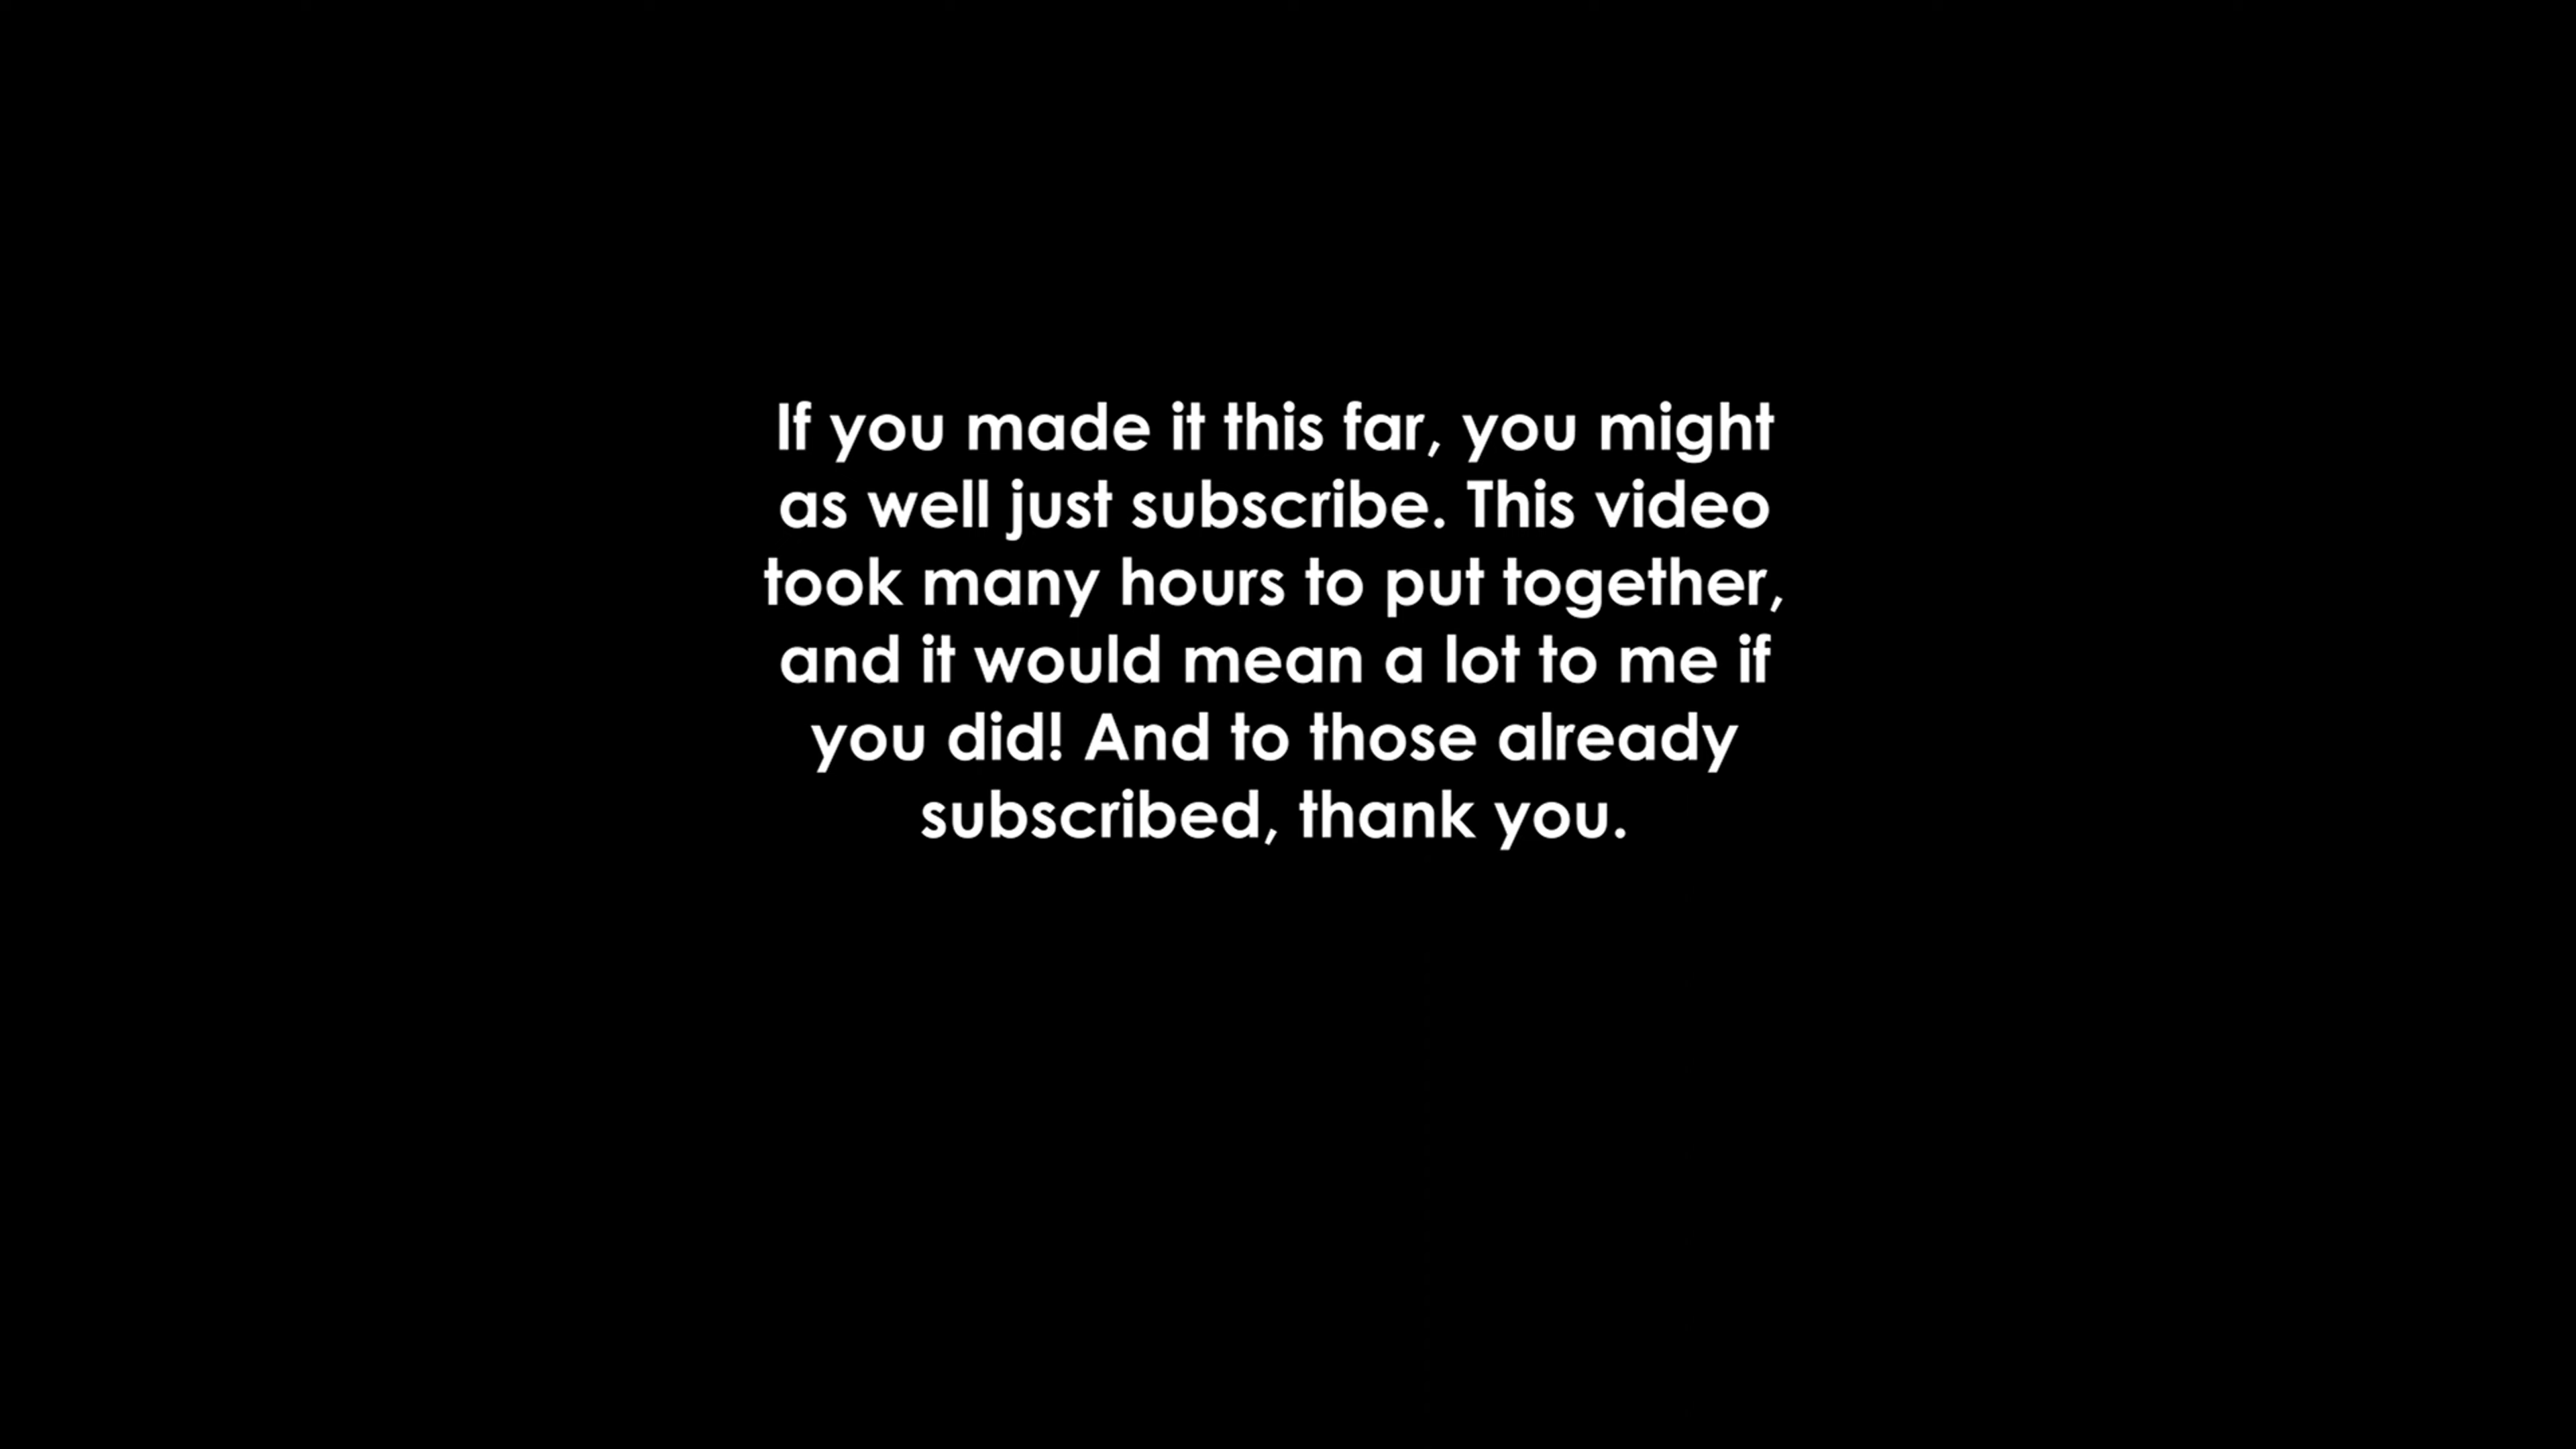 If you made it this far, you might
as well just subscribe. This video
took many hours to put together,
and it would mean a lot to me if
you did! And to those already
subscribed, thank you.